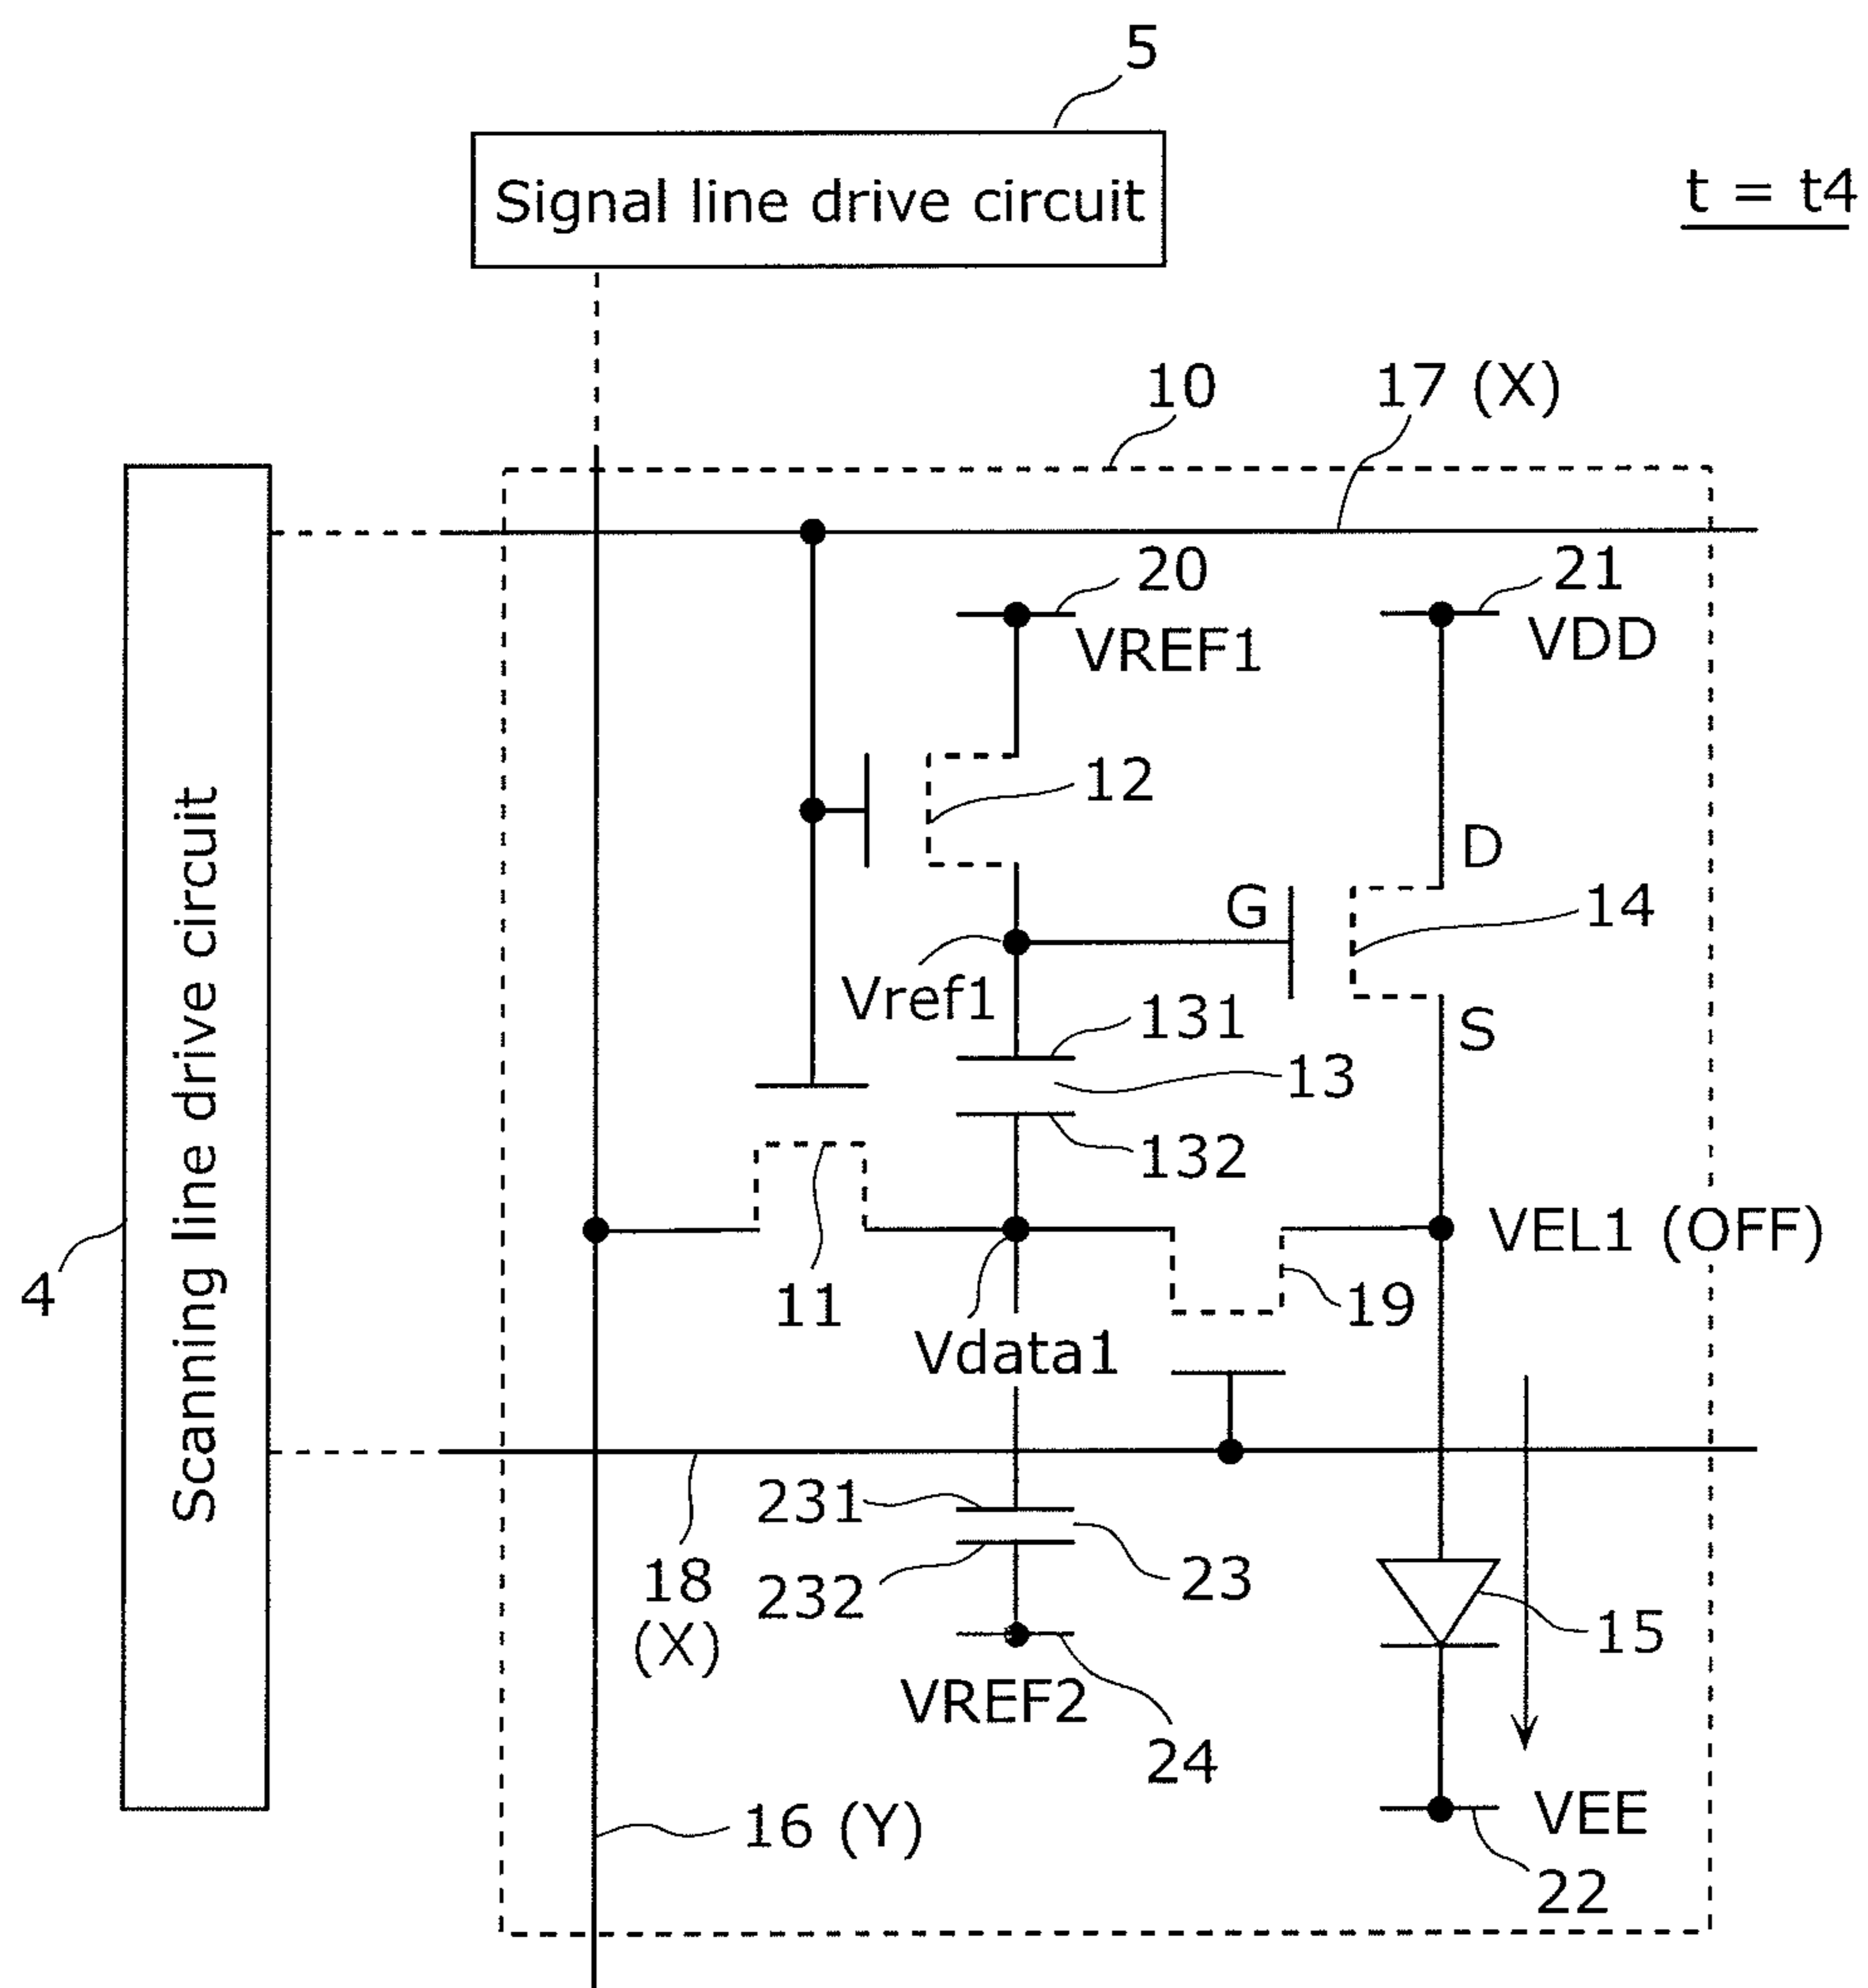 5
Signal line drive circuit
t = t4
10
17 (X)
20
VREF1
21
VDD
12
D
G
14
Vref1
S
131
13
132
Scanning line drive circuit
4
11
VEL1 (OFF)
19
Vdata1
231
232
23
18
(X)
15
VREF2
24
16 (Y)
VEE
22